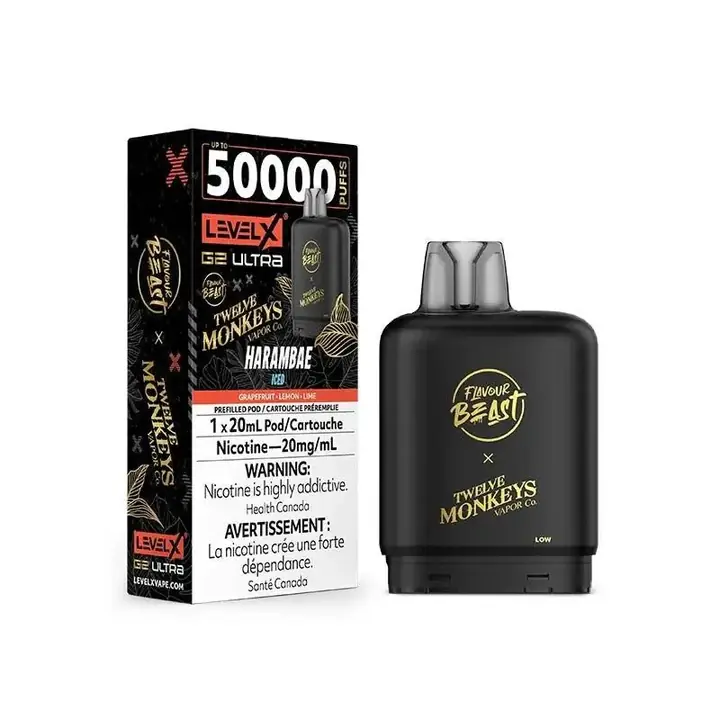 UP TO
50000
PUFFS
LEVEL X®
G2 ULTRA
FLAVOUR
BEAST
TWELVE
MONKEYS
VAPOR Co.
HARAMBAE
ICED
GRAPEFRUIT • LEMON • LIME
PREFILLED POD / CARTOUCHE PRÉREMPLIE
1 x 20mL Pod/Cartouche
Nicotine—20mg/mL
WARNING:
Nicotine is highly addictive.
Health Canada
AVERTISSEMENT :
La nicotine crée une forte
dépendance.
Santé Canada
X
FLAVOUR
BEAST
X
TWELVE
MONKEYS
VAPOR Co.
LEVEL X
G2 ULTRA
LEVELXVAPE.COM
FLAVOUR
BEAST
×
TWELVE
MONKEYS
VAPOR Co.
LOW